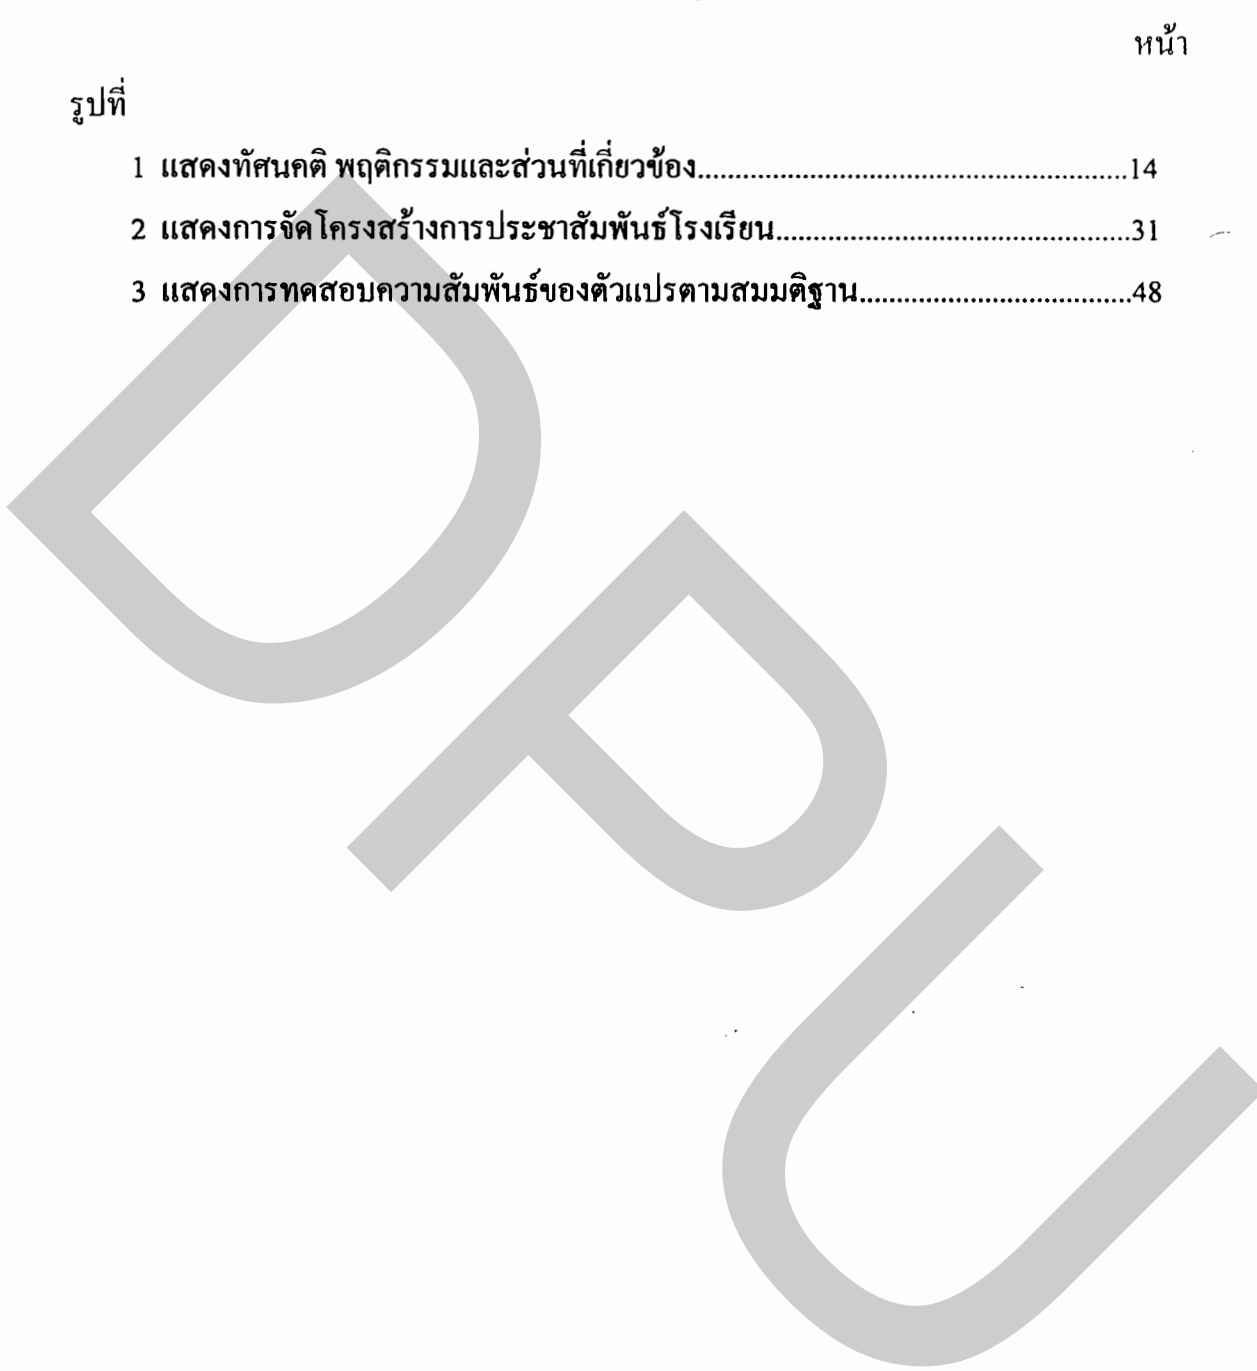 หน้า
รูปที่
1 แสดงทัศนคติ พฤติกรรมและส่วนที่เกี่ยวข้อง.........................................................14
2 แสดงการจัดโครงสร้างการประชาสัมพันธ์โรงเรียน...............................................31
3 แสดงการทดสอบความสัมพันธ์ของตัวแปรตามสมมติฐาน....................................48
DPU